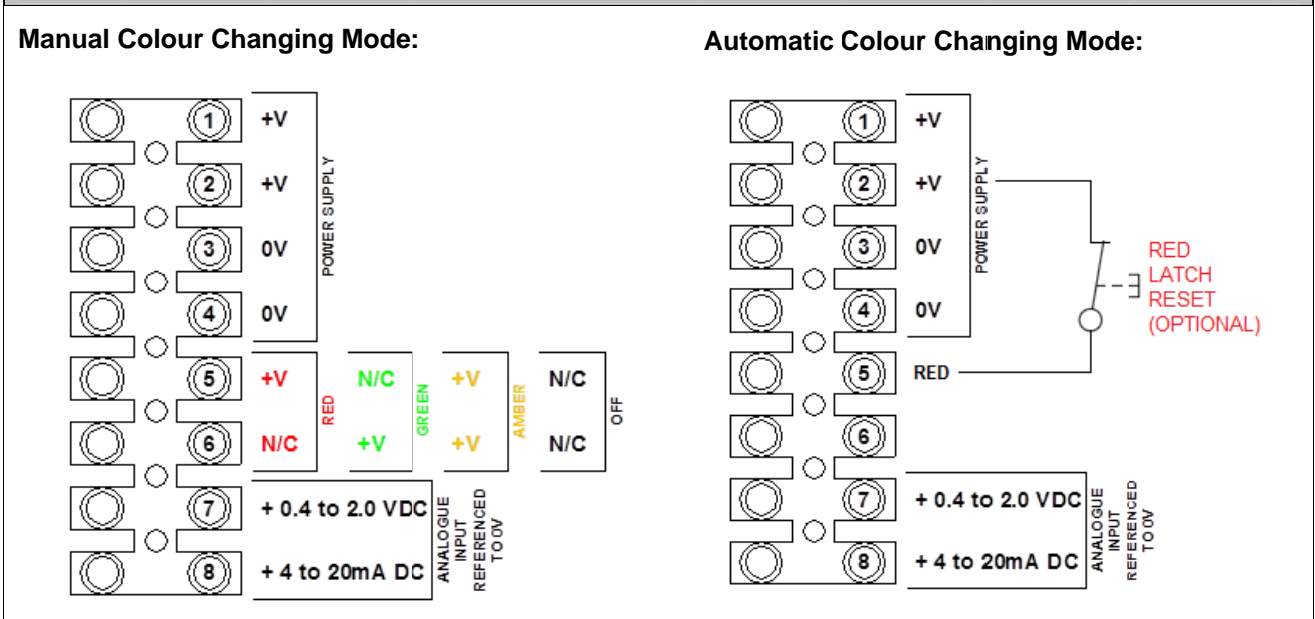 Manual Colour Changing Mode:
1 +V
2 +V
3 0V
4 0V
POWER SUPPLY
5 +V N/C +V N/C
6 N/C +V +V N/C
RED
GREEN
AMBER
OFF
7 + 0.4 to 2.0 VDC
8 + 4 to 20mA DC
ANALOGUE
INPUT
REFERENCED
TO 0V
Automatic Colour Changing Mode:
1 +V
2 +V
3 0V
4 0V
POWER SUPPLY
RED
LATCH
RESET
(OPTIONAL)
5 RED
6
7 + 0.4 to 2.0 VDC
8 + 4 to 20mA DC
ANALOGUE
INPUT
REFERENCED
TO 0V